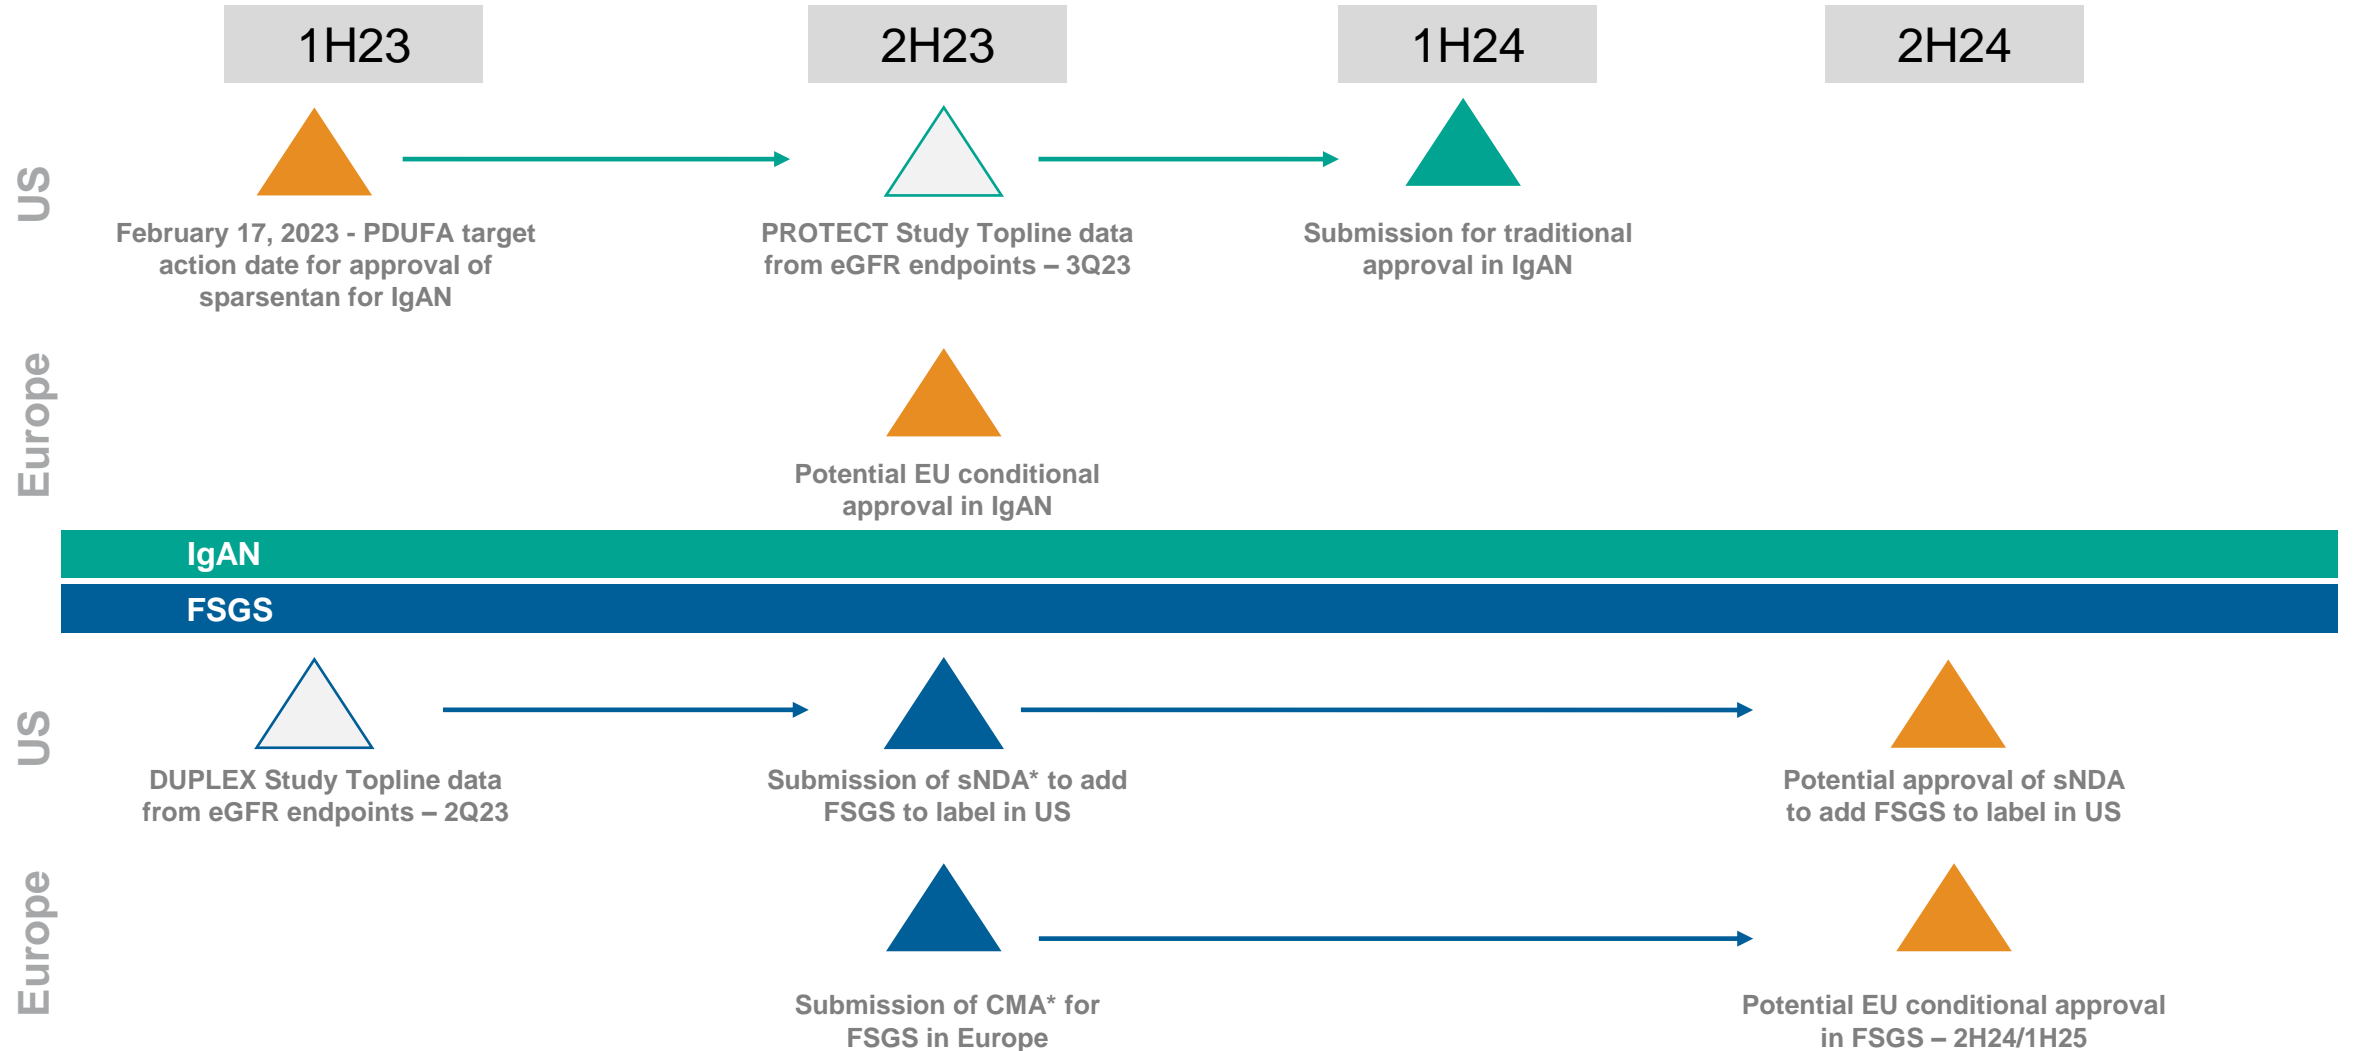 1H23
2H23
1H24
2H24
US
February 17, 2023 - PDUFA target
action date for approval of
sparsentan for IgAN
PROTECT Study Topline data
from eGFR endpoints – 3Q23
Submission for traditional
approval in IgAN
Europe
Potential EU conditional
approval in IgAN
IgAN
FSGS
US
DUPLEX Study Topline data
from eGFR endpoints – 2Q23
Submission of sNDA* to add
FSGS to label in US
Potential approval of sNDA
to add FSGS to label in US
Europe
Submission of CMA* for
FSGS in Europe
Potential EU conditional approval
in FSGS – 2H24/1H25